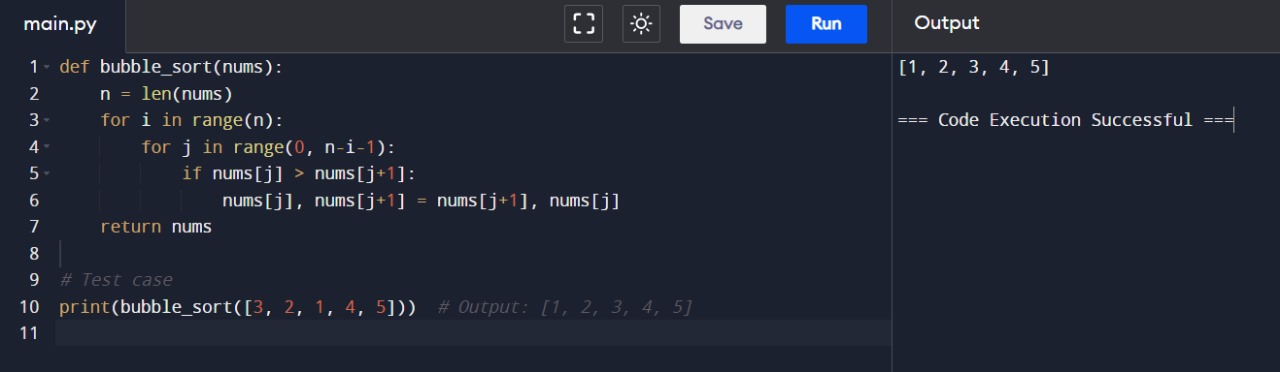 main.py Save Run Output
1 def bubble_sort(nums):
2     n = len(nums)
3     for i in range(n):
4         for j in range(0, n-i-1):
5             if nums[j] > nums[j+1]:
6                 nums[j], nums[j+1] = nums[j+1], nums[j]
7     return nums
8
9 # Test case
10 print(bubble_sort([3, 2, 1, 4, 5]))  # Output: [1, 2, 3, 4, 5]
11
[1, 2, 3, 4, 5]
=== Code Execution Successful ===